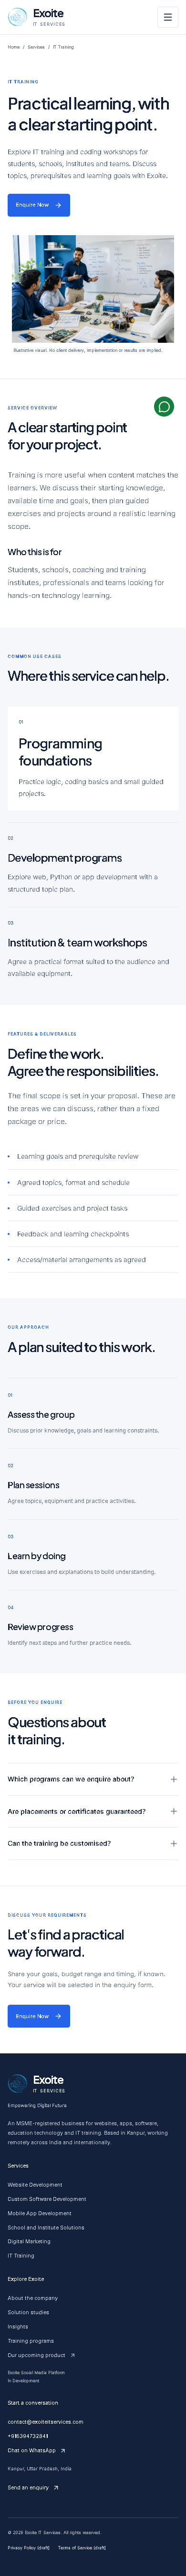 Exoite
IT SERVICES
Home / Services / IT Training
IT TRAINING
Practical learning, with
a clear starting point.
Explore IT training and coding workshops for
students, schools, institutes and teams. Discuss
topics, prerequisites and learning goals with Exoite.
Enquire Now →
Illustrative visual. No client delivery, implementation or results are implied.
SERVICE OVERVIEW
A clear starting point
for your project.
Training is more useful when content matches the
learners. We discuss their starting knowledge,
available time and goals, then plan guided
exercises and projects around a realistic learning
scope.
Who this is for
Students, schools, coaching and training
institutes, professionals and teams looking for
hands-on technology learning.
COMMON USE CASES
Where this service can help.
01
Programming
foundations
Practice logic, coding basics and small guided
projects.
02
Development programs
Explore web, Python or app development with a
structured topic plan.
03
Institution & team workshops
Agree a practical format suited to the audience and
available equipment.
FEATURES & DELIVERABLES
Define the work.
Agree the responsibilities.
The final scope is set in your proposal. These are
the areas we can discuss, rather than a fixed
package or price.
• Learning goals and prerequisite review
• Agreed topics, format and schedule
• Guided exercises and project tasks
• Feedback and learning checkpoints
• Access/material arrangements as agreed
OUR APPROACH
A plan suited to this work.
01
Assess the group
Discuss prior knowledge, goals and learning constraints.
02
Plan sessions
Agree topics, equipment and practice activities.
03
Learn by doing
Use exercises and explanations to build understanding.
04
Review progress
Identify next steps and further practice needs.
BEFORE YOU ENQUIRE
Questions about
it training.
Which programs can we enquire about? +
Are placements or certificates guaranteed? +
Can the training be customised? +
DISCUSS YOUR REQUIREMENTS
Let's find a practical
way forward.
Share your goals, budget range and timing, if known.
Your service will be selected in the enquiry form.
Enquire Now →
Exoite
IT SERVICES
Empowering Digital Future
An MSME-registered business for websites, apps, software,
education technology and IT training. Based in Kanpur, working
remotely across India and internationally.
Services
Website Development
Custom Software Development
Mobile App Development
School and Institute Solutions
Digital Marketing
IT Training
Explore Exoite
About the company
Solution studies
Insights
Training programs
Our upcoming product ↗
Exoite Social Media Platform
In Development
Start a conversation
contact@exoiteitservices.com
+916394732841
Chat on WhatsApp ↗
Kanpur, Uttar Pradesh, India
Send an enquiry ↗
© 2026 Exoite IT Services. All rights reserved.
Privacy Policy (draft) Terms of Service (draft)